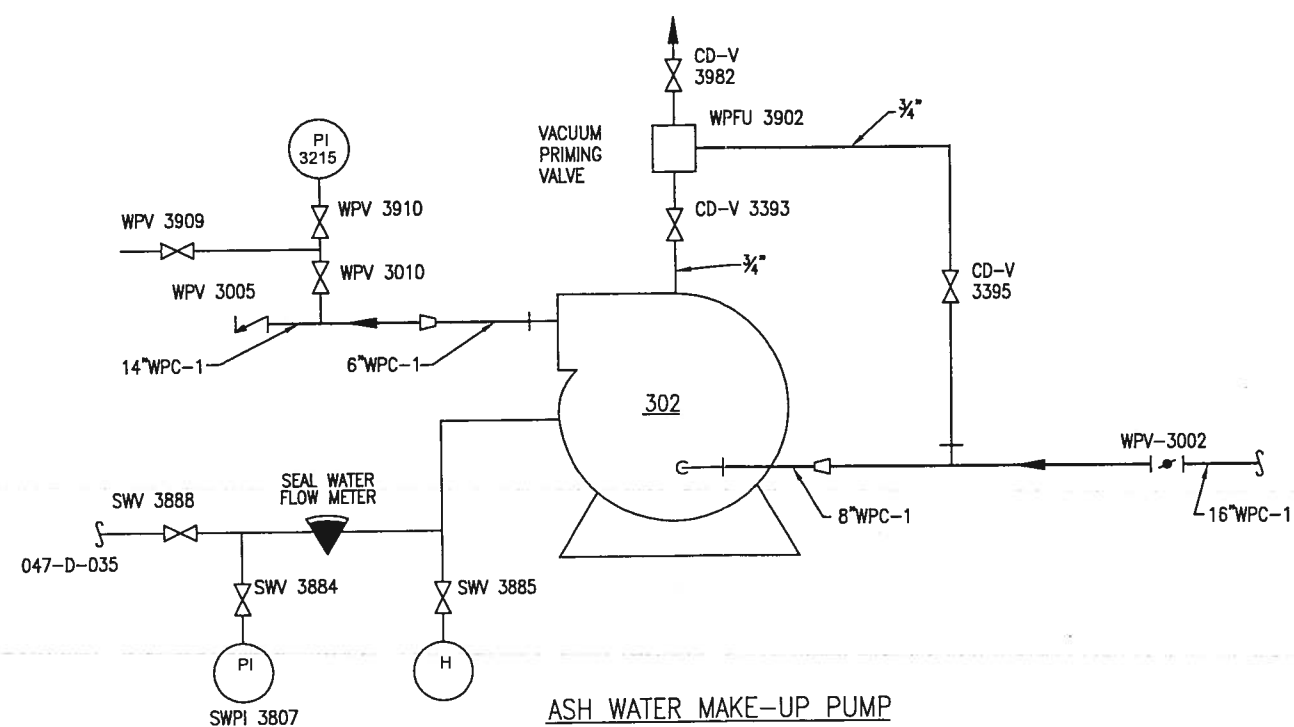 CD-V
3982
WPFU 3902
3/4"
VACUUM
PRIMING
VALVE
PI
3215
WPV 3910
CD-V 3393
WPV 3909
WPV 3010
3/4"
CD-V
3395
WPV 3005
14"WPC-1
6"WPC-1
302
WPV-3002
SEAL WATER
FLOW METER
SWV 3888
8"WPC-1
16"WPC-1
047-D-035
SWV 3884
SWV 3885
PI
H
SWPI 3807
ASH WATER MAKE-UP PUMP